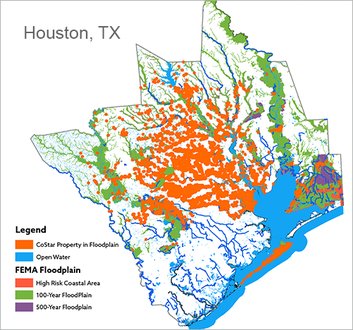 Houston, TX
Legend
CoStar Property in Floodplain
Open Water
FEMA Floodplain
High Risk Coastal Area
100-Year FloodPlain
500-Year Floodplain